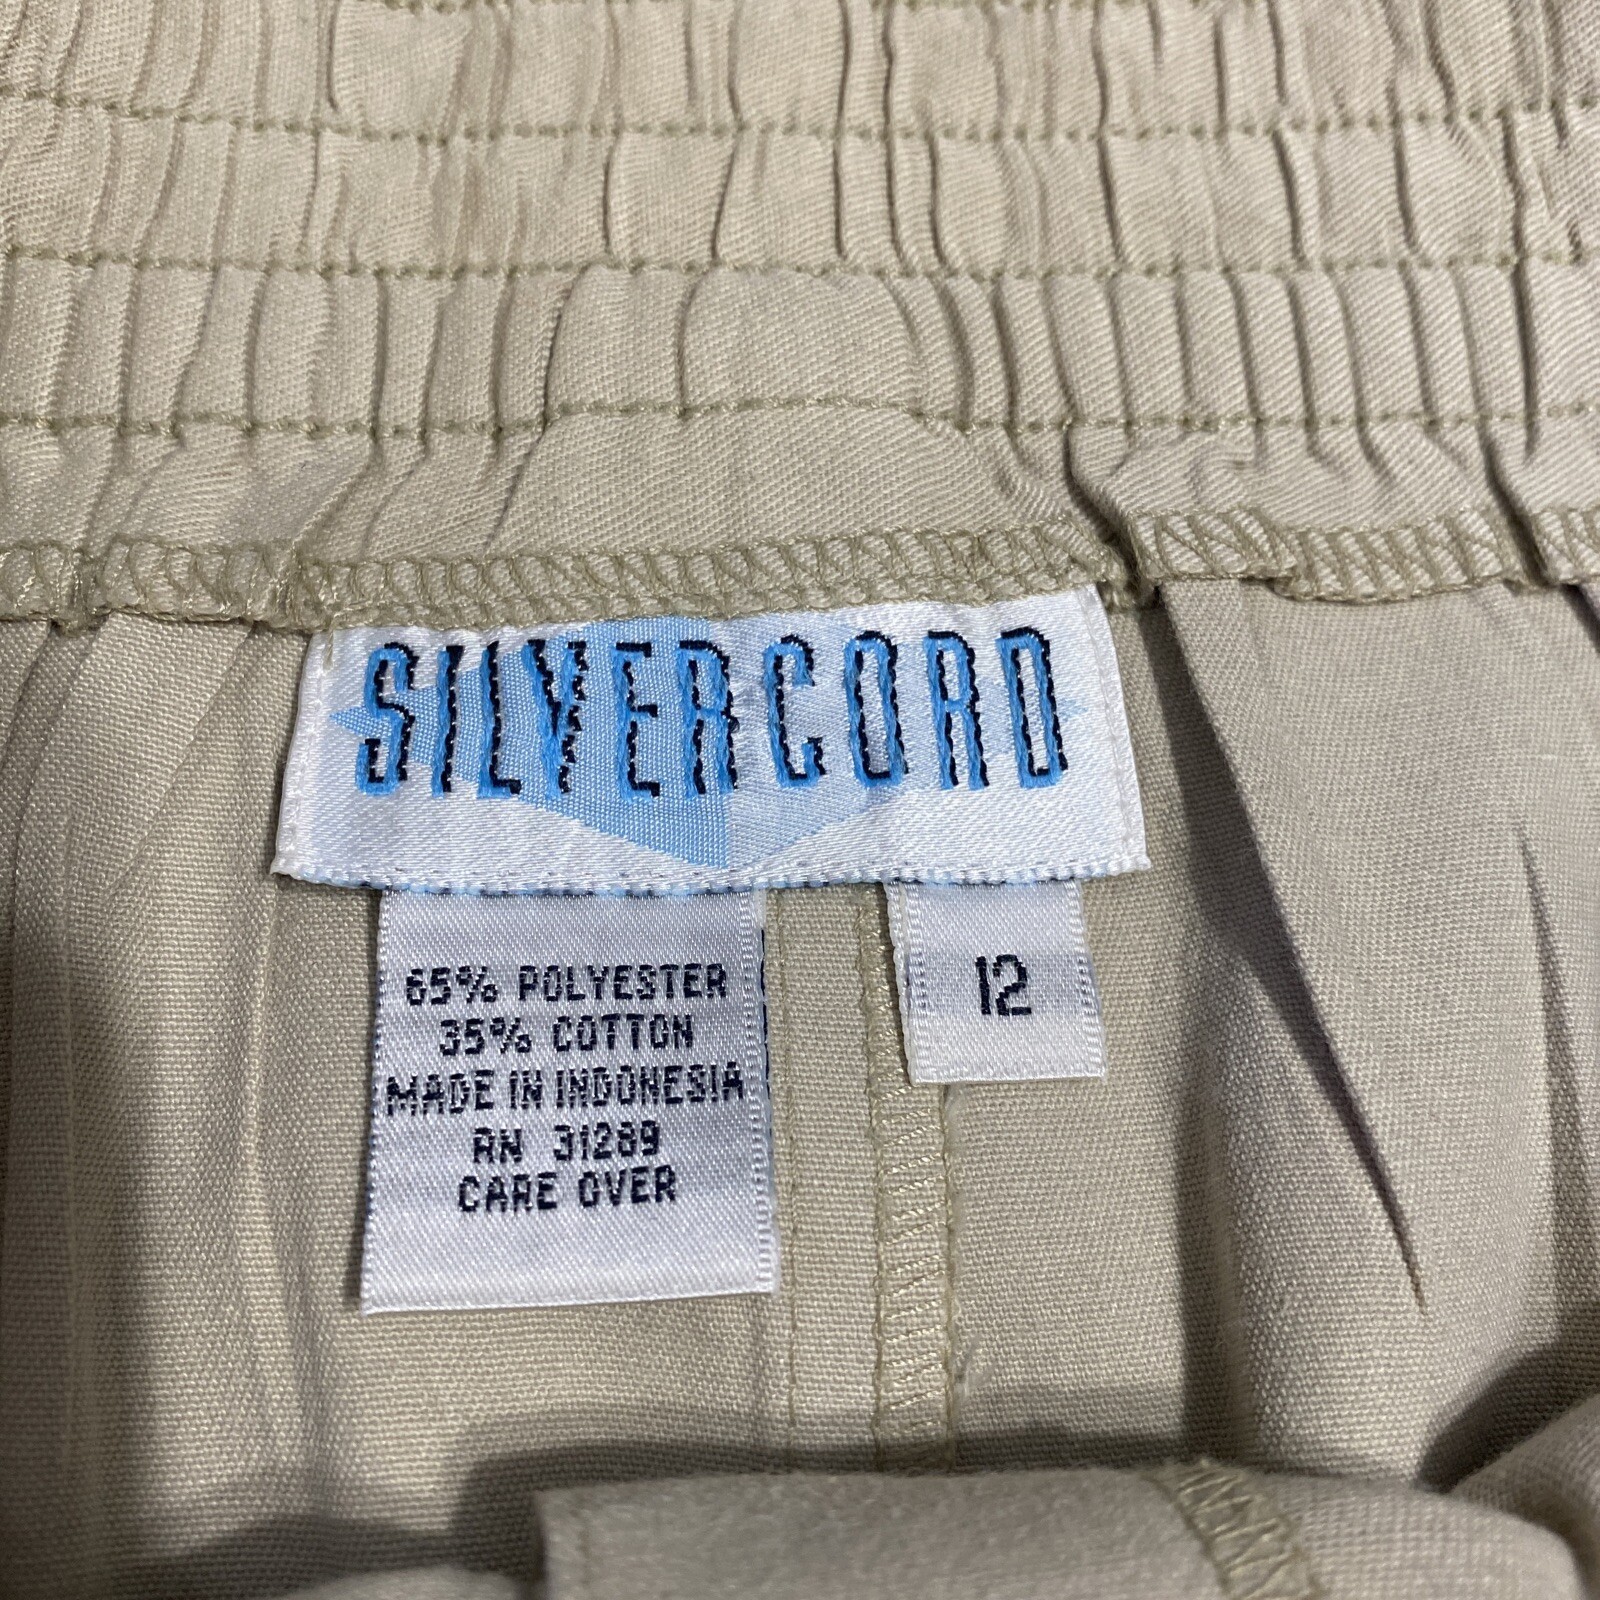 SILVERCORD
65% POLYESTER
35% COTTON
MADE IN INDONESIA
RN 31289
CARE OVER
12